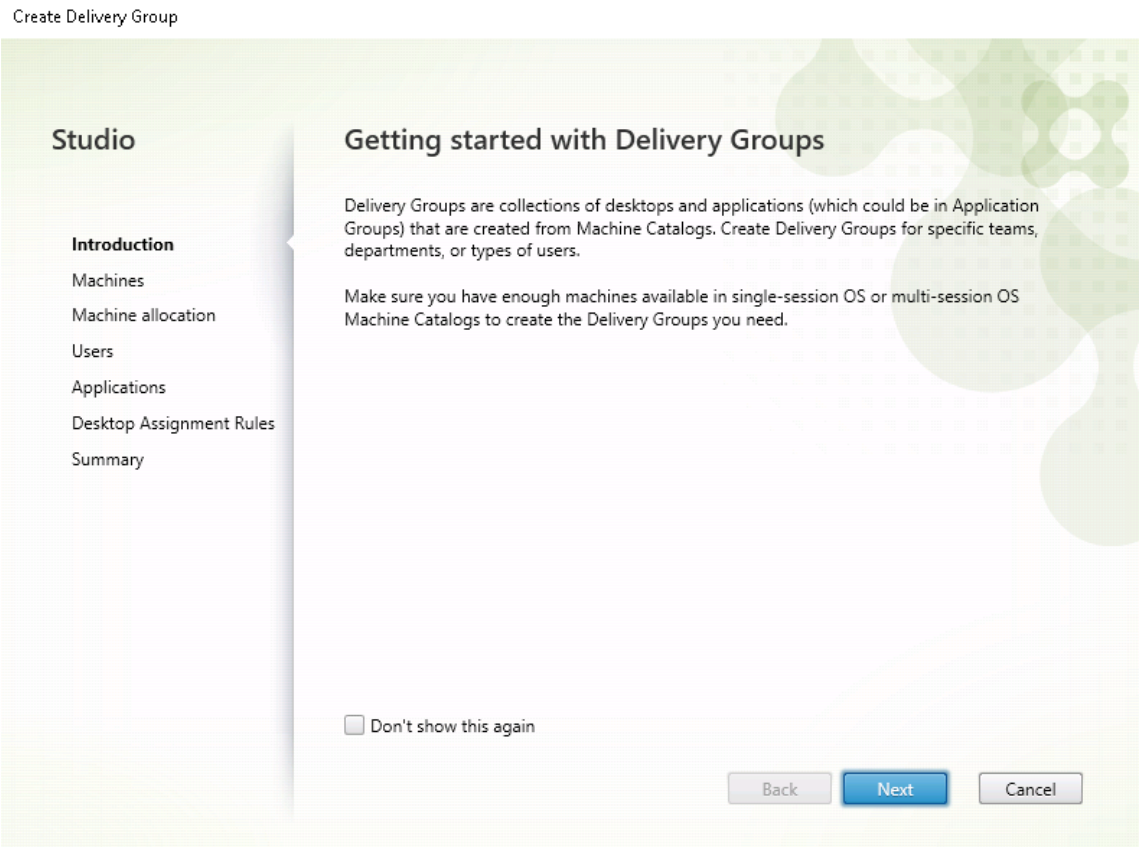 Create Delivery Group
Studio
Introduction
Machines
Machine allocation
Users
Applications
Desktop Assignment Rules
Summary
Getting started with Delivery Groups
Delivery Groups are collections of desktops and applications (which could be in Application
Groups) that are created from Machine Catalogs. Create Delivery Groups for specific teams,
departments, or types of users.
Make sure you have enough machines available in single-session OS or multi-session OS
Machine Catalogs to create the Delivery Groups you need.
Don't show this again
Back
Next
Cancel